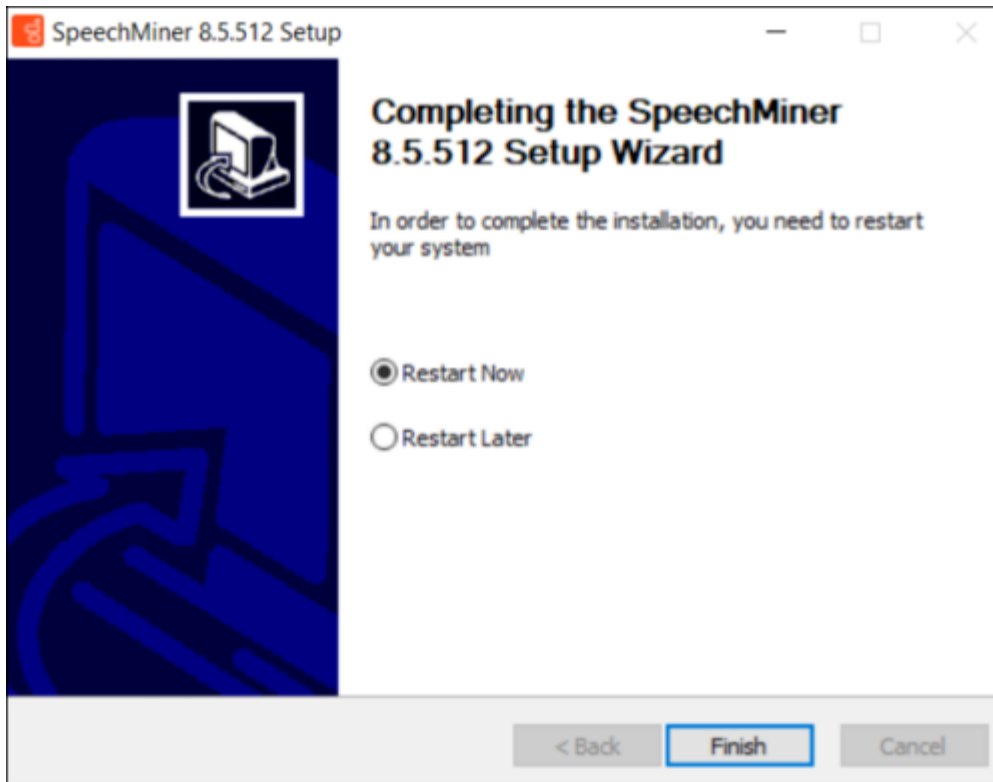 SpeechMiner 8.5.512 Setup
Completing the SpeechMiner
8.5.512 Setup Wizard
In order to complete the installation, you need to restart
your system
Restart Now
Restart Later
< Back
Finish
Cancel